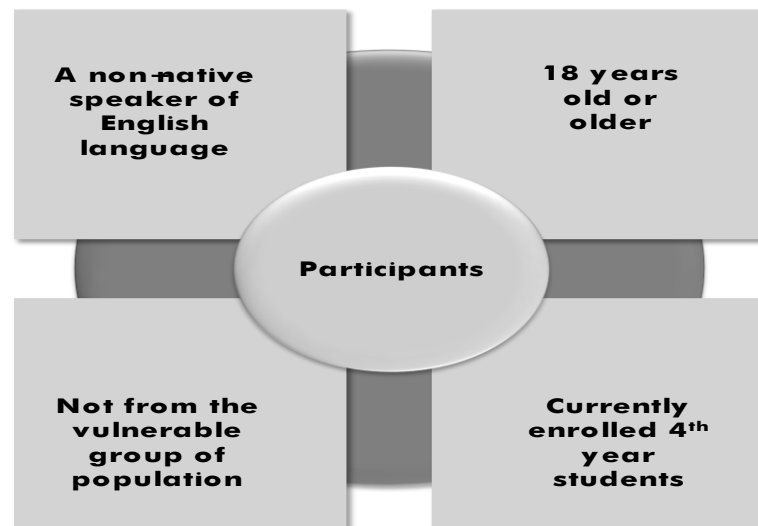 A non-native
speaker of
English
language
18 years
old or
older
Participants
Not from the
vulnerable
group of
population
Currently
enrolled 4th
year
students